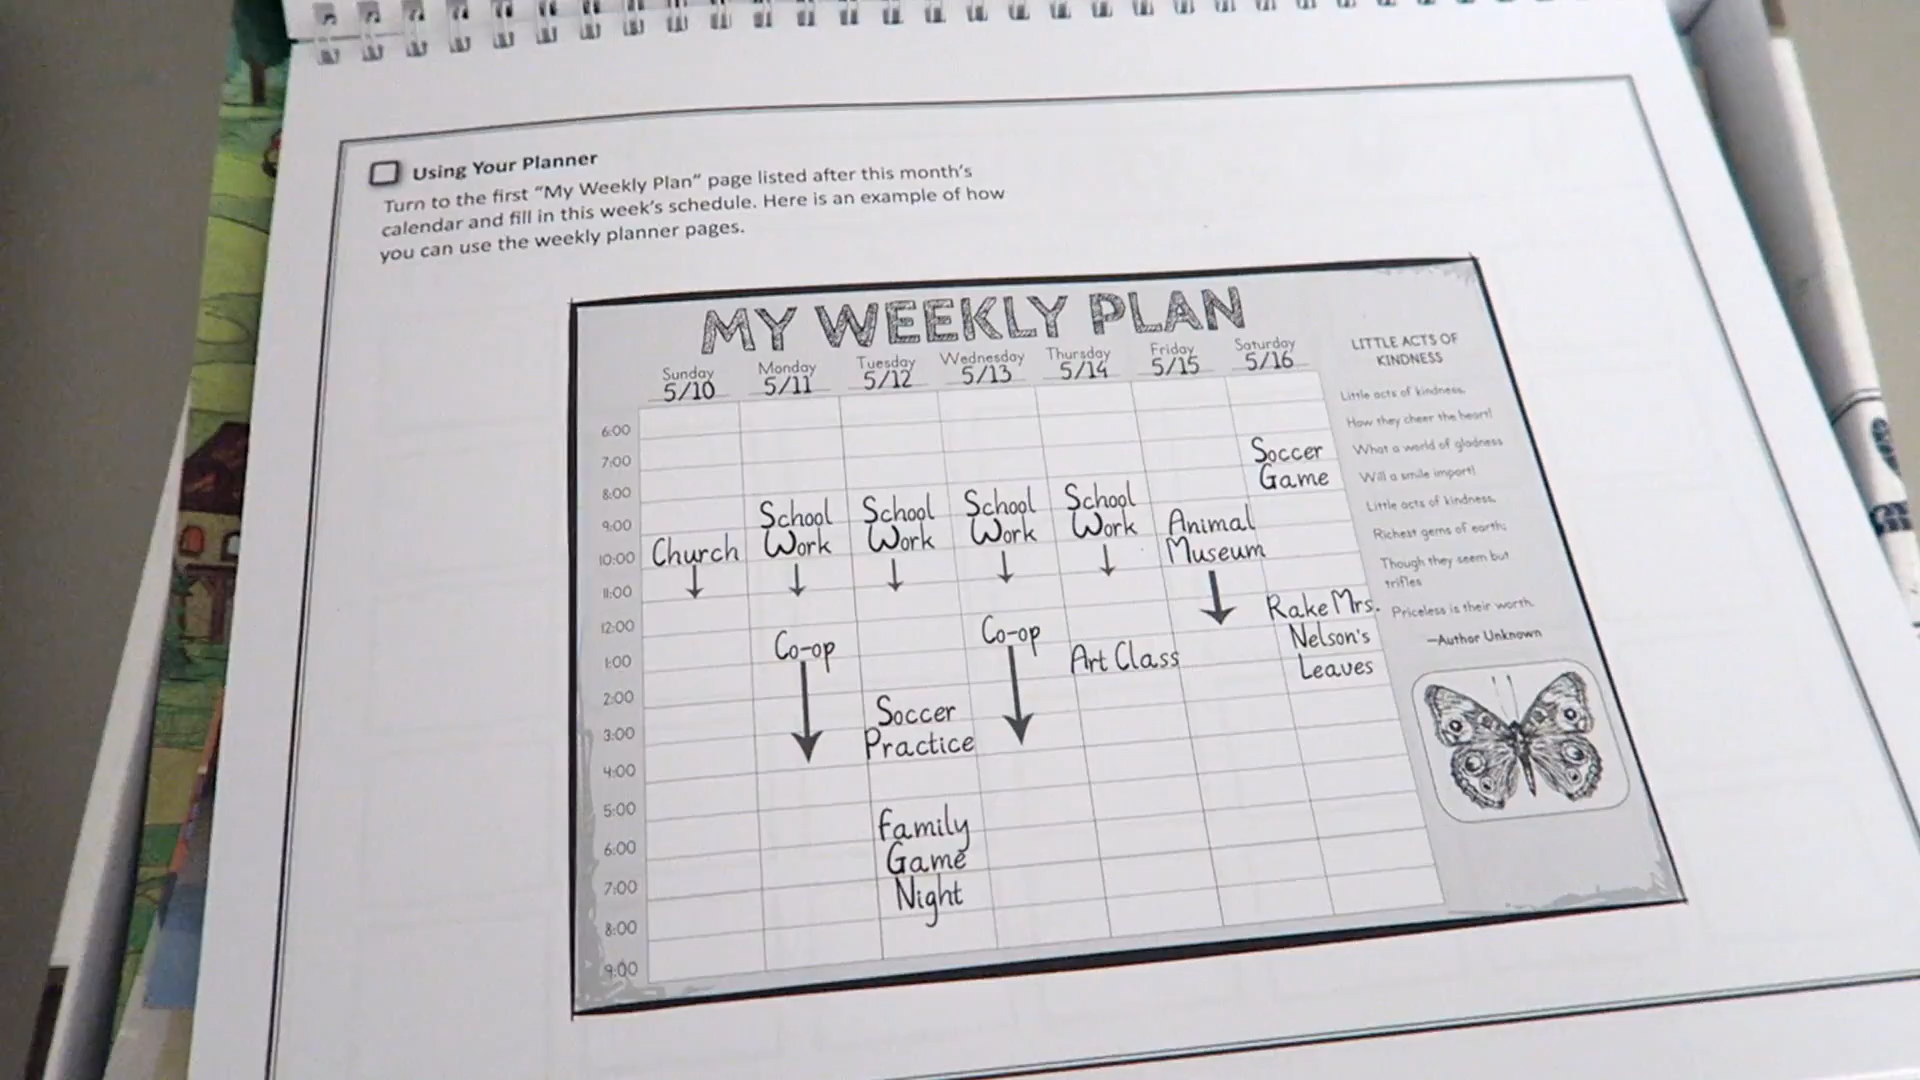 Using Your Planner
Turn to the first “My Weekly Plan” page listed after this month’s
calendar and fill in this week’s schedule. Here is an example of how
you can use the weekly planner pages.
MY WEEKLY PLAN
Sunday Monday Tuesday Wednesday Thursday Friday Saturday
5/10 5/11 5/12 5/13 5/14 5/15 5/16
6:00
7:00
8:00
9:00
10:00
11:00
12:00
1:00
2:00
3:00
4:00
5:00
6:00
7:00
8:00
9:00
Church
School
Work
Co-op
School
Work
Soccer
Practice
Family
Game
Night
School
Work
Co-op
School
Work
Art Class
Animal
Museum
Soccer
Game
Rake Mrs.
Nelson's
Leaves
LITTLE ACTS OF
KINDNESS
Little acts of kindness,
How they cheer the heart!
What a world of gladness
Will a smile import!
Little acts of kindness,
Richest gems of earth;
Though they seem but
trifles
Priceless is their worth.
—Author Unknown